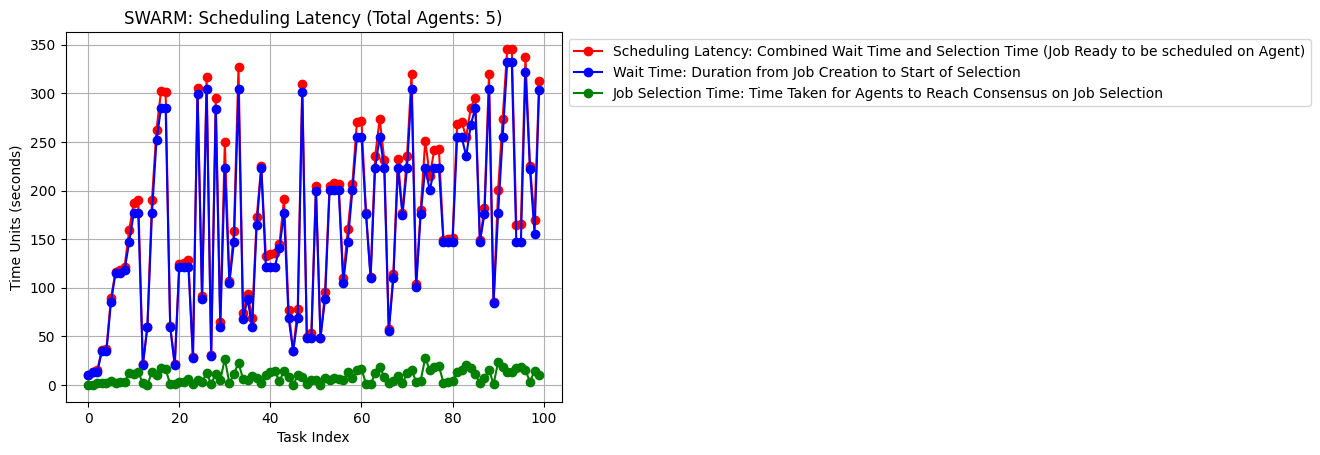 SWARM: Scheduling Latency (Total Agents: 5)
Scheduling Latency: Combined Wait Time and Selection Time (Job Ready to be scheduled on Agent)
Wait Time: Duration from Job Creation to Start of Selection
Job Selection Time: Time Taken for Agents to Reach Consensus on Job Selection
Time Units (seconds)
350
300
250
200
150
100
50
0
0 20 40 60 80 100
Task Index